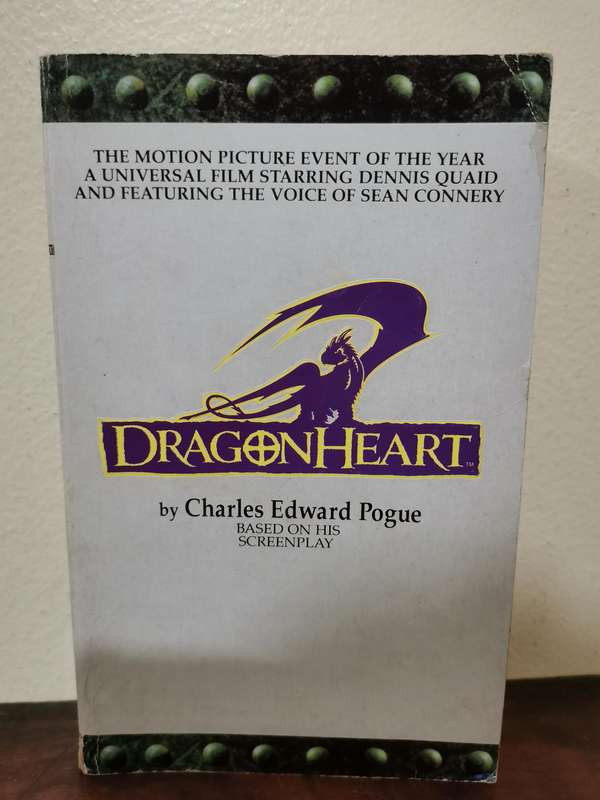 THE MOTION PICTURE EVENT OF THE YEAR
A UNIVERSAL FILM STARRING DENNIS QUAID
AND FEATURING THE VOICE OF SEAN CONNERY
DRAGONHEART™
by Charles Edward Pogue
BASED ON HIS
SCREENPLAY